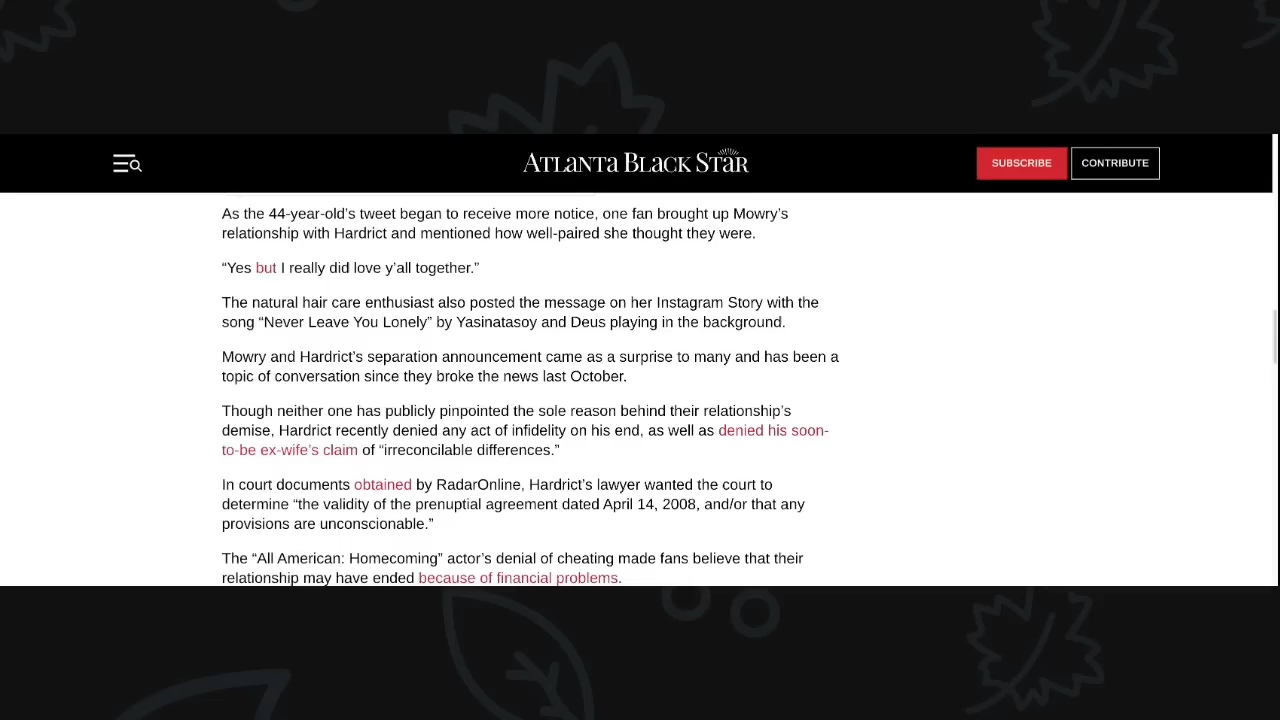 ATLANTA BLACK STAR
SUBSCRIBE
CONTRIBUTE
As the 44-year-old’s tweet began to receive more notice, one fan brought up Mowry’s
relationship with Hardrict and mentioned how well-paired she thought they were.
“Yes but I really did love y’all together.”
The natural hair care enthusiast also posted the message on her Instagram Story with the
song “Never Leave You Lonely” by Yasinatasoy and Deus playing in the background.
Mowry and Hardrict’s separation announcement came as a surprise to many and has been a
topic of conversation since they broke the news last October.
Though neither one has publicly pinpointed the sole reason behind their relationship’s
demise, Hardrict recently denied any act of infidelity on his end, as well as denied his soon-
to-be ex-wife’s claim of “irreconcilable differences.”
In court documents obtained by RadarOnline, Hardrict’s lawyer wanted the court to
determine “the validity of the prenuptial agreement dated April 14, 2008, and/or that any
provisions are unconscionable.”
The “All American: Homecoming” actor’s denial of cheating made fans believe that their
relationship may have ended because of financial problems.